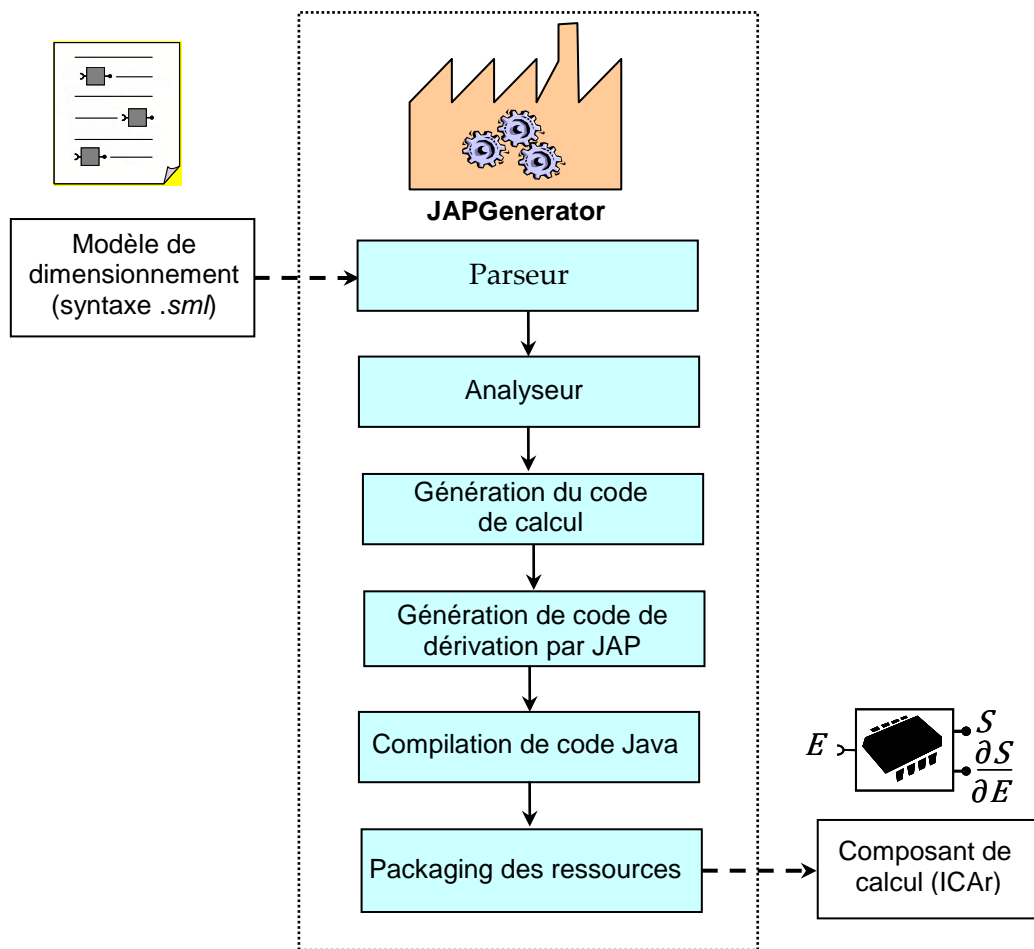 JAPGenerator
Modèle de
dimensionnement
(syntaxe .sml)
Parseur
Analyseur
Génération du code
de calcul
Génération de code de
dérivation par JAP
Compilation de code Java
Packaging des ressources
E
S
∂S
∂E
Composant de
calcul (ICAr)